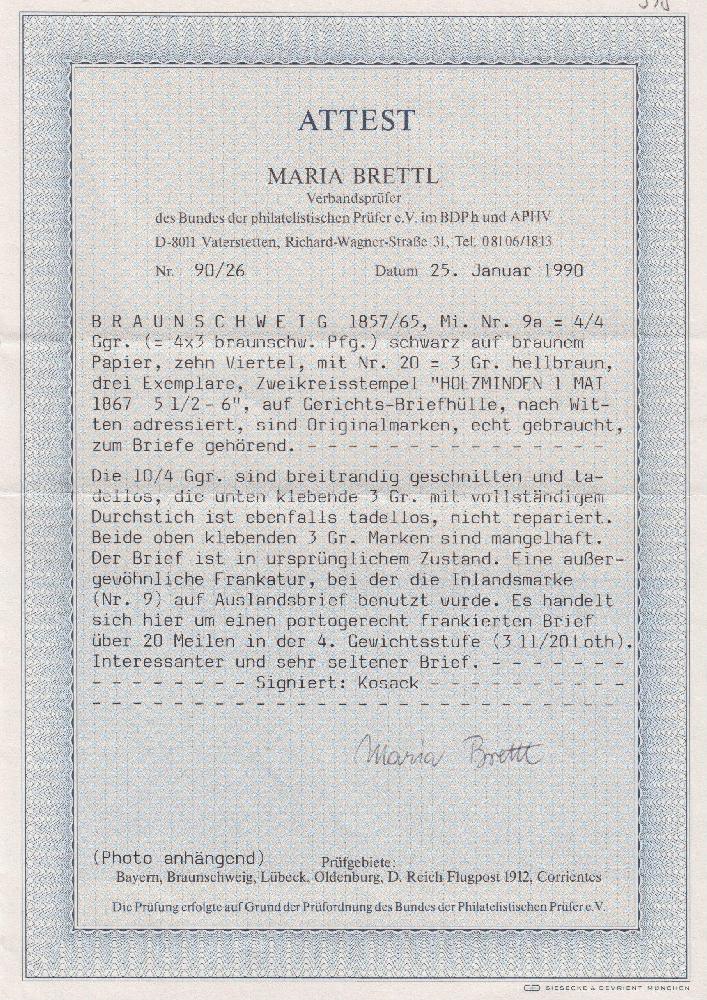 ATTEST
MARIA BRETTL
Verbandsprüfer
des Bundes der philatelistischen Prüfer e.V. im BDPh und APHV
D-8011 Vaterstetten, Richard-Wagner-Straße 31, Tel. 08106/1813
Nr. 90/26 Datum 25. Januar 1990
B R A U N S C H W E I G 1857/65, Mi. Nr. 9a = 4/4
Ggr. (= 4x3 braunschw. Pfg.) schwarz auf braunem
Papier, zehn Viertel, mit Nr. 20 = 3 Gr. hellbraun,
drei Exemplare, Zweikreisstempel "HOLZMINDEN 1 MAI
1867 5 1/2 - 6", auf Gerichts-Briefhülle, nach Wit-
ten adressiert, sind Originalmarken, echt gebraucht,
zum Briefe gehörend. - - - - - - - - - - - - - - - -
Die 10/4 Ggr. sind breitrandig geschnitten und ta-
dellos, die unten klebende 3 Gr. mit vollständigem
Durchstich ist ebenfalls tadellos, nicht repariert.
Beide oben klebenden 3 Gr. Marken sind mangelhaft.
Der Brief ist in ursprünglichem Zustand. Eine außer-
gewöhnliche Frankatur, bei der die Inlandsmarke
(Nr. 9) auf Auslandsbrief benutzt wurde. Es handelt
sich hier um einen portogerecht frankierten Brief
über 20 Meilen in der 4. Gewichtsstufe (3 11/20 Loth).
Interessanter und sehr seltener Brief. - - - - - - -
- - - - - - - - Signiert: Kosack - - - - - - - - - -
- - - - - - - - - - - - - - - - - - - - - - - - - -
Maria Brettl
(Photo anhängend) Prüfgebiete:
Bayern, Braunschweig, Lübeck, Oldenburg, D. Reich Flugpost 1912, Corrientes
Die Prüfung erfolgte auf Grund der Prüfordnung des Bundes der Philatelistischen Prüfer e.V.
GIESECKE & DEVRIENT MÜNCHEN